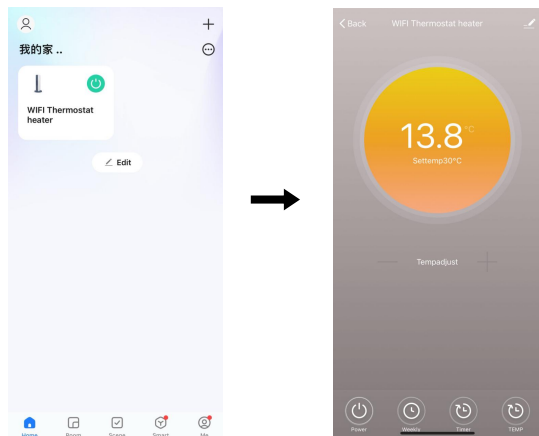 我的家 ..
WIFI Thermostat
heater
Edit
Home
Room
Scene
Smart
Me
Back
WIFI Thermostat heater
13.8°C
Settemp30°C
Tempadjust
Power
Weekly
Timer
TEMP